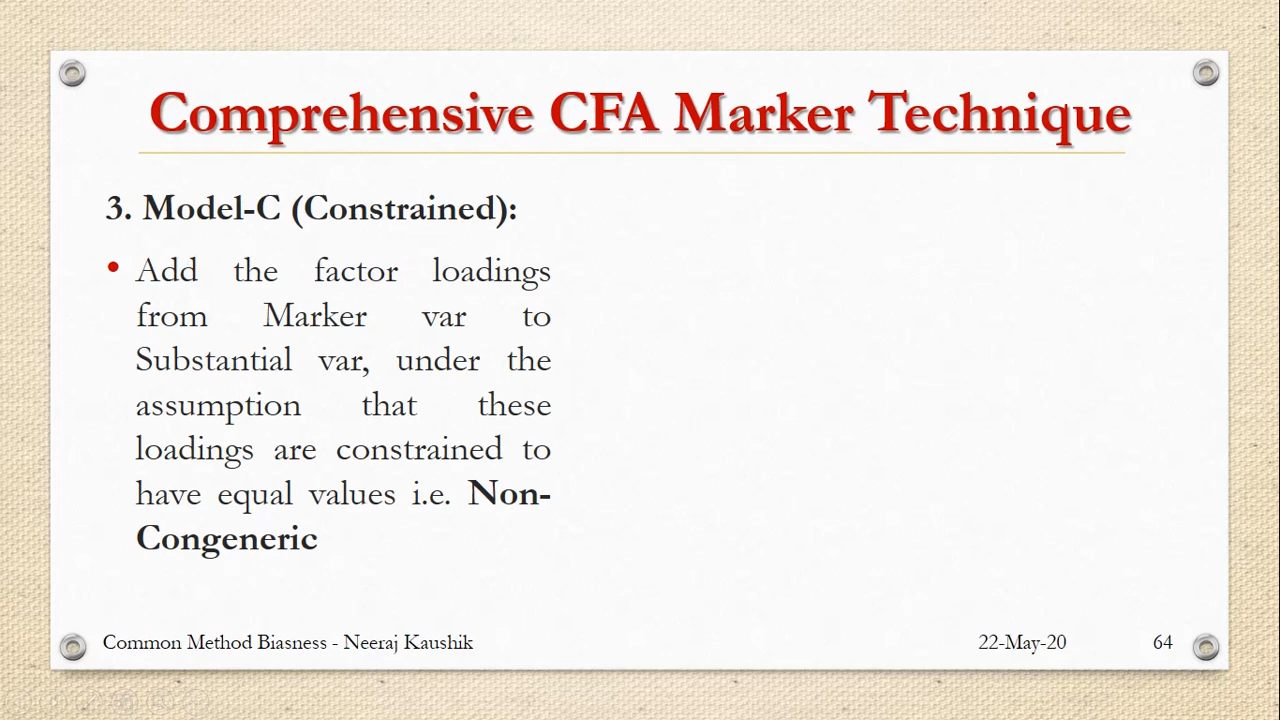 Comprehensive CFA Marker Technique
3. Model-C (Constrained):
• Add the factor loadings
from Marker var to
Substantial var, under the
assumption that these
loadings are constrained to
have equal values i.e. Non-
Congeneric
Common Method Biasness - Neeraj Kaushik
22-May-20
64